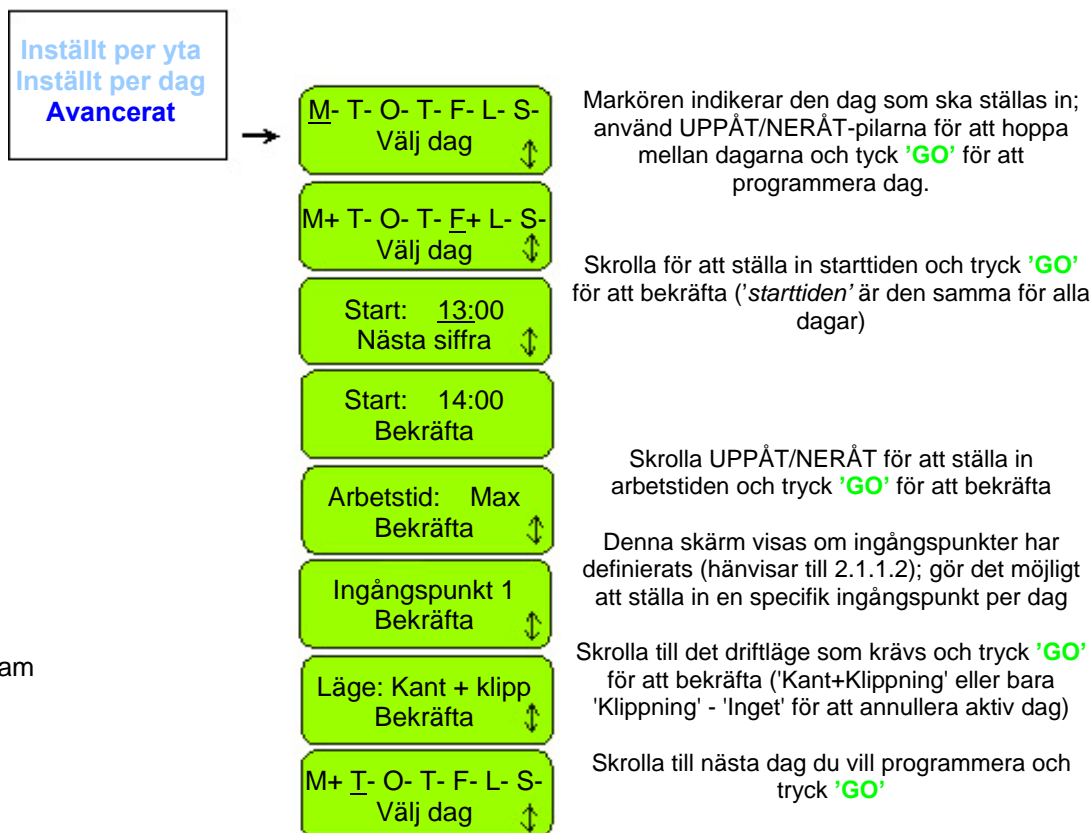 Inställt per yta
Inställt per dag
Avancerat
M- T- O- T- F- L- S-
Välj dag
Markören indikerar den dag som ska ställas in;
använd UPPÅT/NERÅT-pilarna för att hoppa
mellan dagarna och tyck ’GO’ för att
programmera dag.
M+ T- O- T- F+ L- S-
Välj dag
Skrolla för att ställa in starttiden och tryck ’GO’
för att bekräfta (’starttiden’ är den samma för alla
dagar)
Start: 13:00
Nästa siffra
Start: 14:00
Bekräfta
Skrolla UPPÅT/NERÅT för att ställa in
arbetstiden och tryck ’GO’ för att bekräfta
Arbetstid: Max
Bekräfta
Denna skärm visas om ingångspunkter har
definierats (hänvisar till 2.1.1.2); gör det möjligt
att ställa in en specifik ingångspunkt per dag
Ingångspunkt 1
Bekräfta
am
Skrolla till det driftläge som krävs och tryck ’GO’
för att bekräfta ('Kant+Klippning' eller bara
'Klippning' - 'Inget' för att annullera aktiv dag)
Läge: Kant + klipp
Bekräfta
Skrolla till nästa dag du vill programmera och
tryck ’GO’
M+ T- O- T- F- L- S-
Välj dag